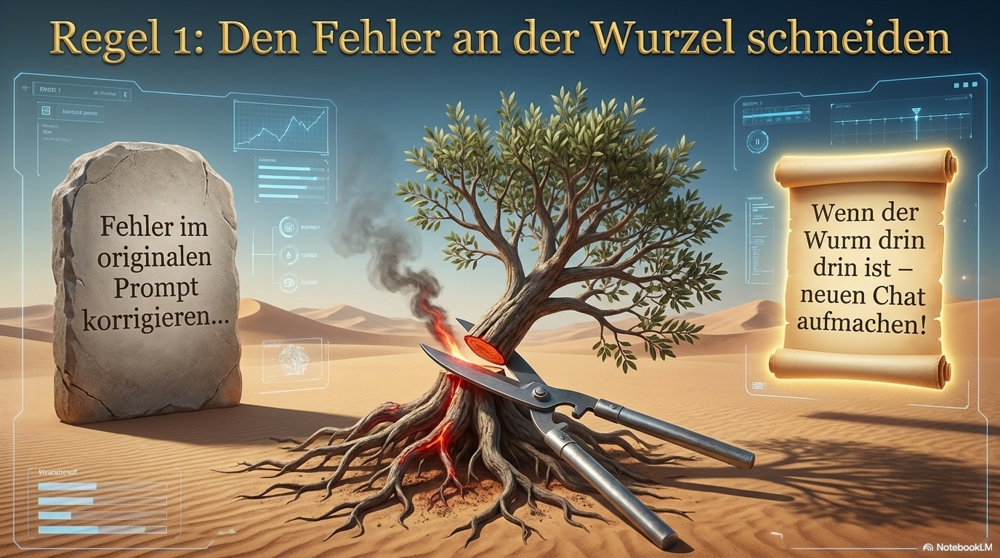 Regel 1: Den Fehler an der Wurzel schneiden
Fehler im
originalen
Prompt
korrigieren...
Wenn der
Wurm drin
drin ist –
neuen Chat
aufmachen!
NotebookLM